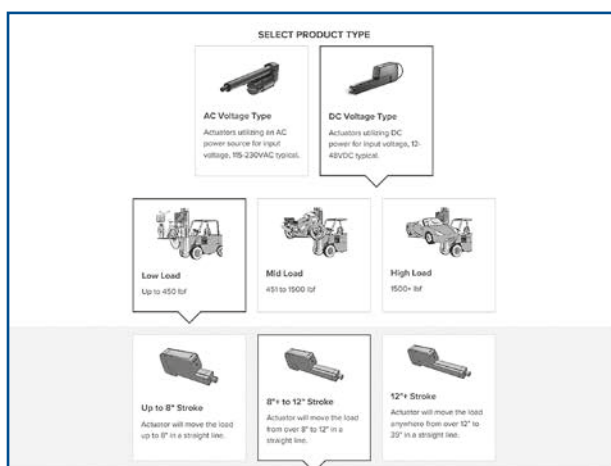 SELECT PRODUCT TYPE
AC Voltage Type
Actuators utilizing an AC
power source for input
voltage, 115-230VAC typical.
DC Voltage Type
Actuators utilizing DC
power for input voltage, 12-
48VDC typical.
Low Load
Up to 450 lbf
Mid Load
451 to 1500 lbf
High Load
1500+ lbf
Up to 8" Stroke
Actuator will move the load
up to 8" in a straight line.
8"+ to 12" Stroke
Actuator will move the load
from over 8" to 12" in a
straight line.
12"+ Stroke
Actuator will move the load
anywhere from over 12" to
39" in a straight line.